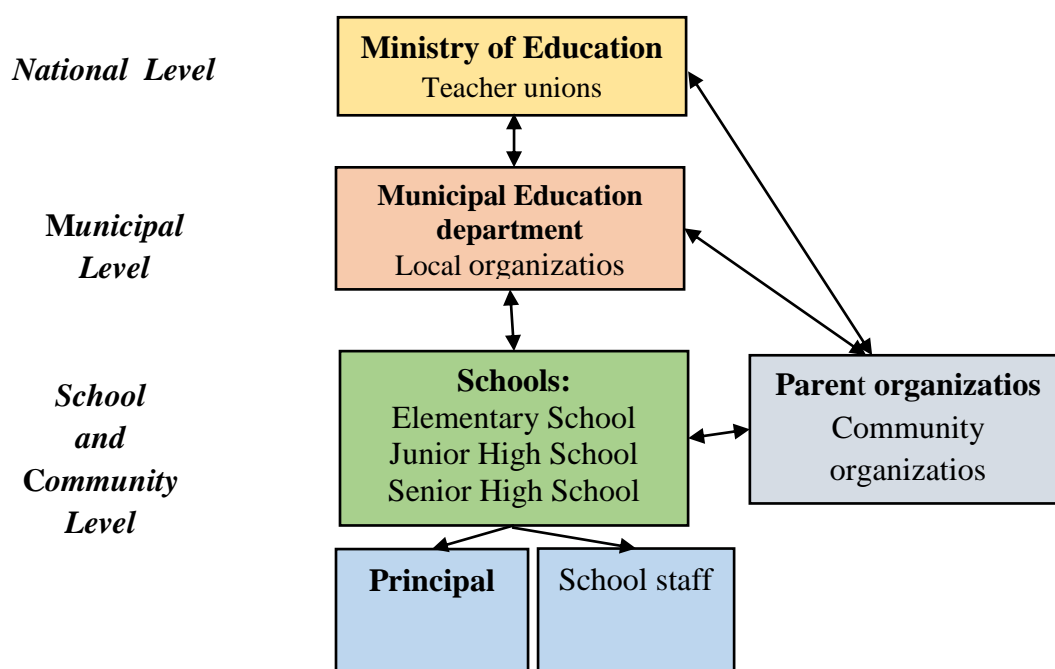 National Level
Ministry of Education
Teacher unions
Municipal
Level
Municipal Education
department
Local organizatios
School
and
Community
Level
Schools:
Elementary School
Junior High School
Senior High School
Parent organizatios
Community
organizatios
Principal
School staff